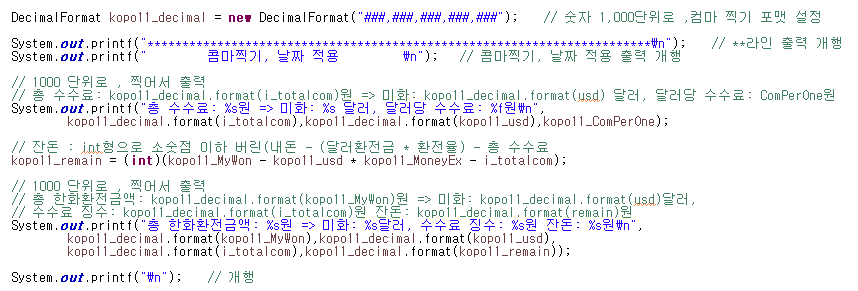 DecimalFormat kopo11_decimal = new DecimalFormat("###,###,###,###,###");   // 숫자 1,000단위로 ,컴마 찍기 포맷 설정
System.out.printf("*************************************************************************₩n");   // **라인 출력 개행
System.out.printf("         콤마찍기, 날짜 적용         ₩n");   // 콤마찍기, 날짜 적용 출력 개행
// 1000 단위로 , 찍어서 출력
// 총 수수료: kopo11_decimal.format(i_totalcom)원 => 미화: kopo11_decimal.format(usd) 달러, 달러당 수수료: ComPerOne원
System.out.printf("총 수수료: %s원 => 미화: %s 달러, 달러당 수수료: %f원₩n",
kopo11_decimal.format(i_totalcom),kopo11_decimal.format(kopo11_usd),kopo11_ComPerOne);
// 잔돈 : int형으로 소숫점 이하 버린(내돈 - (달러환전금 * 환전율) - 총 수수료
kopo11_remain = (int)(kopo11_MyWon - kopo11_usd * kopo11_MoneyEx - i_totalcom);
// 1000 단위로 , 찍어서 출력
// 총 한화환전금액: kopo11_decimal.format(kopo11_MyWon)원 => 미화: kopo11_decimal.format(usd)달러,
// 수수료 징수: kopo11_decimal.format(i_totalcom)원 잔돈: kopo11_decimal.format(remain)원
System.out.printf("총 한화환전금액: %s원 => 미화: %s달러, 수수료 징수: %s원 잔돈: %s원₩n",
kopo11_decimal.format(kopo11_MyWon),kopo11_decimal.format(kopo11_usd),
kopo11_decimal.format(i_totalcom),kopo11_decimal.format(kopo11_remain));
System.out.printf("₩n");   // 개행